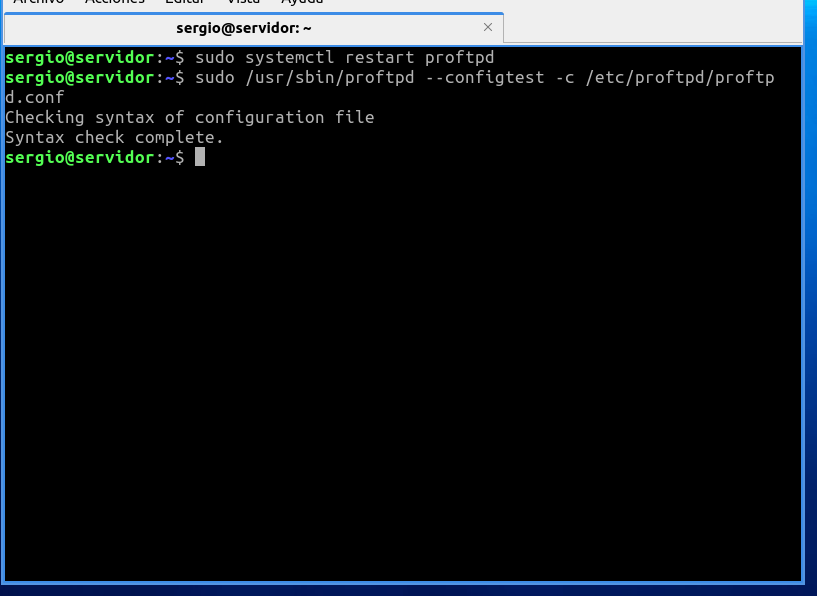 Archivo Acciones Editar Vista Ayuda
sergio@servidor: ~ ×
sergio@servidor:~$ sudo systemctl restart proftpd
sergio@servidor:~$ sudo /usr/sbin/proftpd --configtest -c /etc/proftpd/proftp
d.conf
Checking syntax of configuration file
Syntax check complete.
sergio@servidor:~$